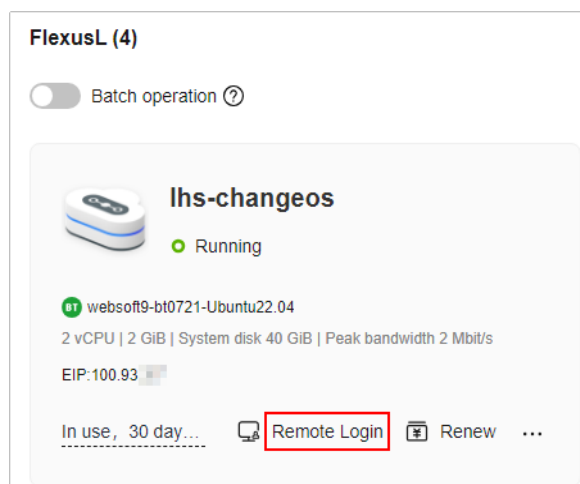 FlexusL (4)
Batch operation ?
lhs-changeos
Running
BT websoft9-bt0721-Ubuntu22.04
2 vCPU | 2 GiB | System disk 40 GiB | Peak bandwidth 2 Mbit/s
EIP:100.93
In use, 30 day... Remote Login ¥ Renew ...